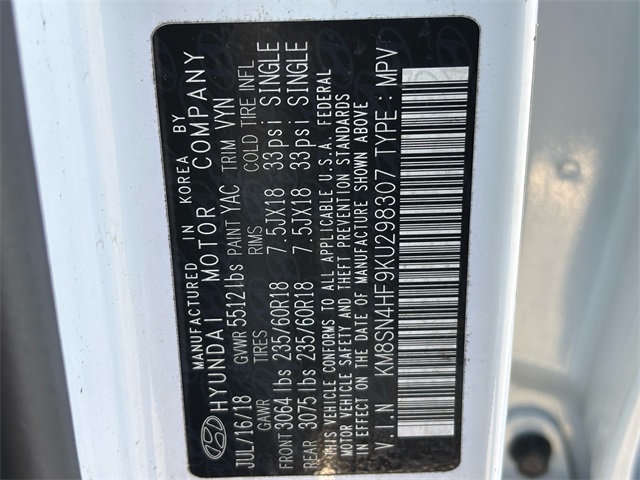 MANUFACTURED IN KOREA BY
HYUNDAI MOTOR COMPANY
JUL/16/18 GVWR 5512lbs PAINT YAC TRIM VYN
GAWR TIRES RIMS COLD TIRE INFL
FRONT 3064 lbs 235/60R18 7.5JX18 33psi SINGLE
REAR 3075 lbs 235/60R18 7.5JX18 33psi SINGLE
THIS VEHICLE CONFORMS TO ALL APPLICABLE U.S.A. FEDERAL
MOTOR VEHICLE SAFETY AND THEFT PREVENTION STANDARDS
IN EFFECT ON THE DATE OF MANUFACTURE SHOWN ABOVE
V.I.N KM8SN4HF9KU298307 TYPE : MPV